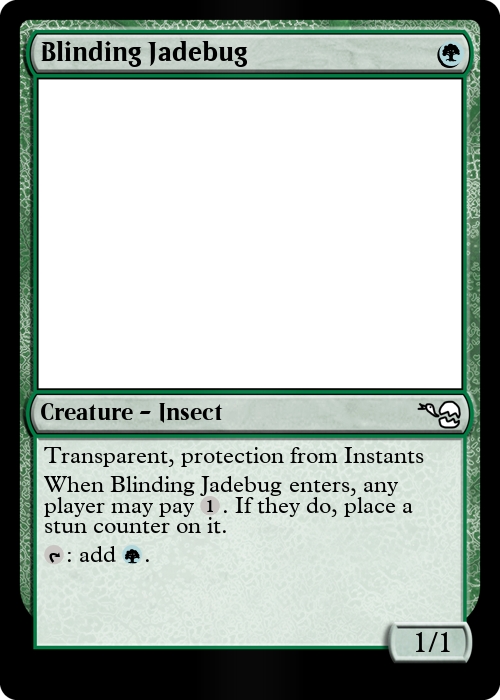 Blinding Jadebug
Creature – Insect
Transparent, protection from Instants
When Blinding Jadebug enters, any
player may pay 1 . If they do, place a
stun counter on it.
: add .
1/1